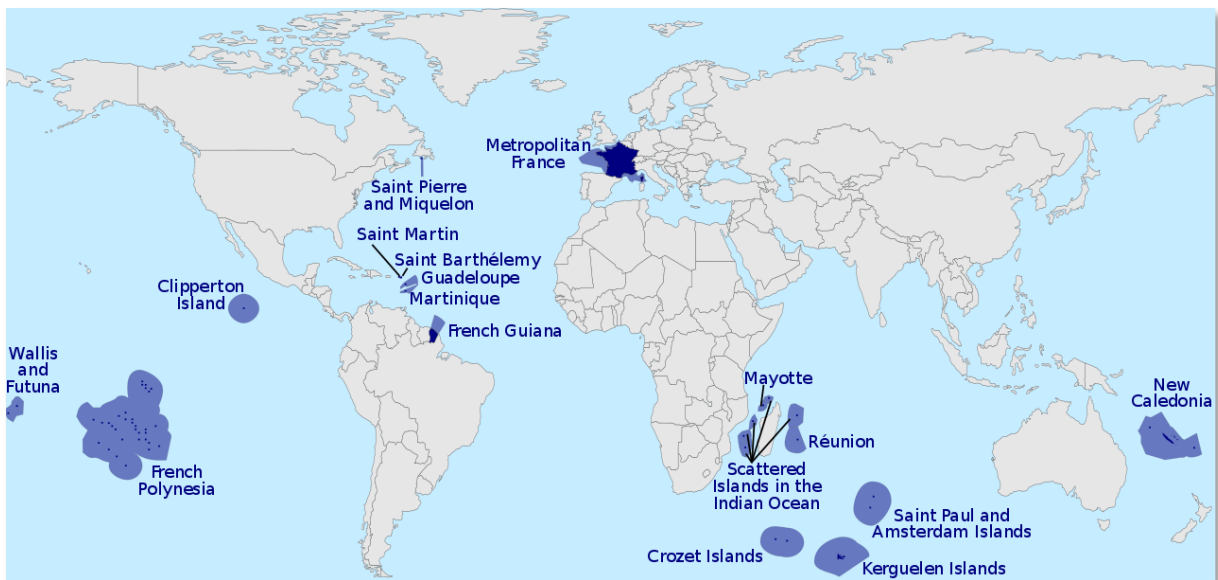 Metropolitan
France
Saint Pierre
and Miquelon
Saint Martin
Saint Barthélemy
Guadeloupe
Martinique
Clipperton
Island
French Guiana
Wallis
and
Futuna
French
Polynesia
Mayotte
New
Caledonia
Réunion
Scattered
Islands in the
Indian Ocean
Saint Paul and
Amsterdam Islands
Crozet Islands
Kerguelen Islands